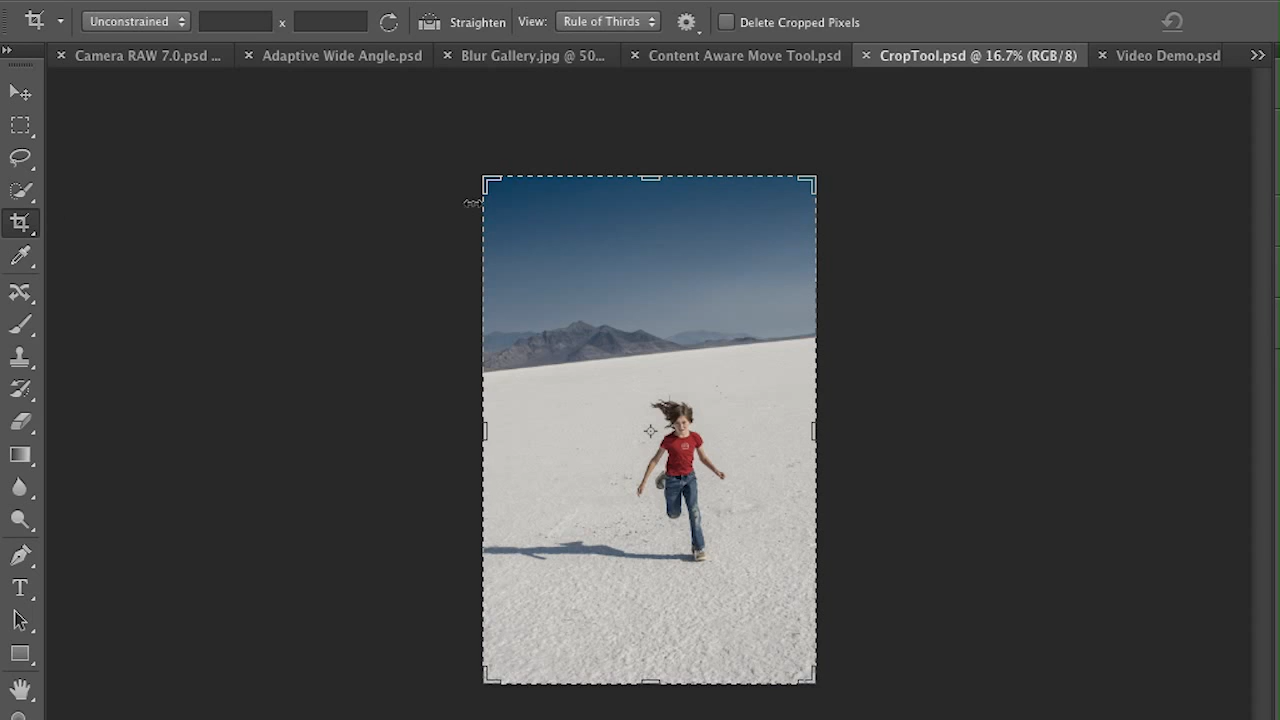 Unconstrained x Straighten View: Rule of Thirds Delete Cropped Pixels
Camera RAW 7.0.psd ... Adaptive Wide Angle.psd Blur Gallery.jpg @ 50... Content Aware Move Tool.psd CropTool.psd @ 16.7% (RGB/8) Video Demo.psd
T